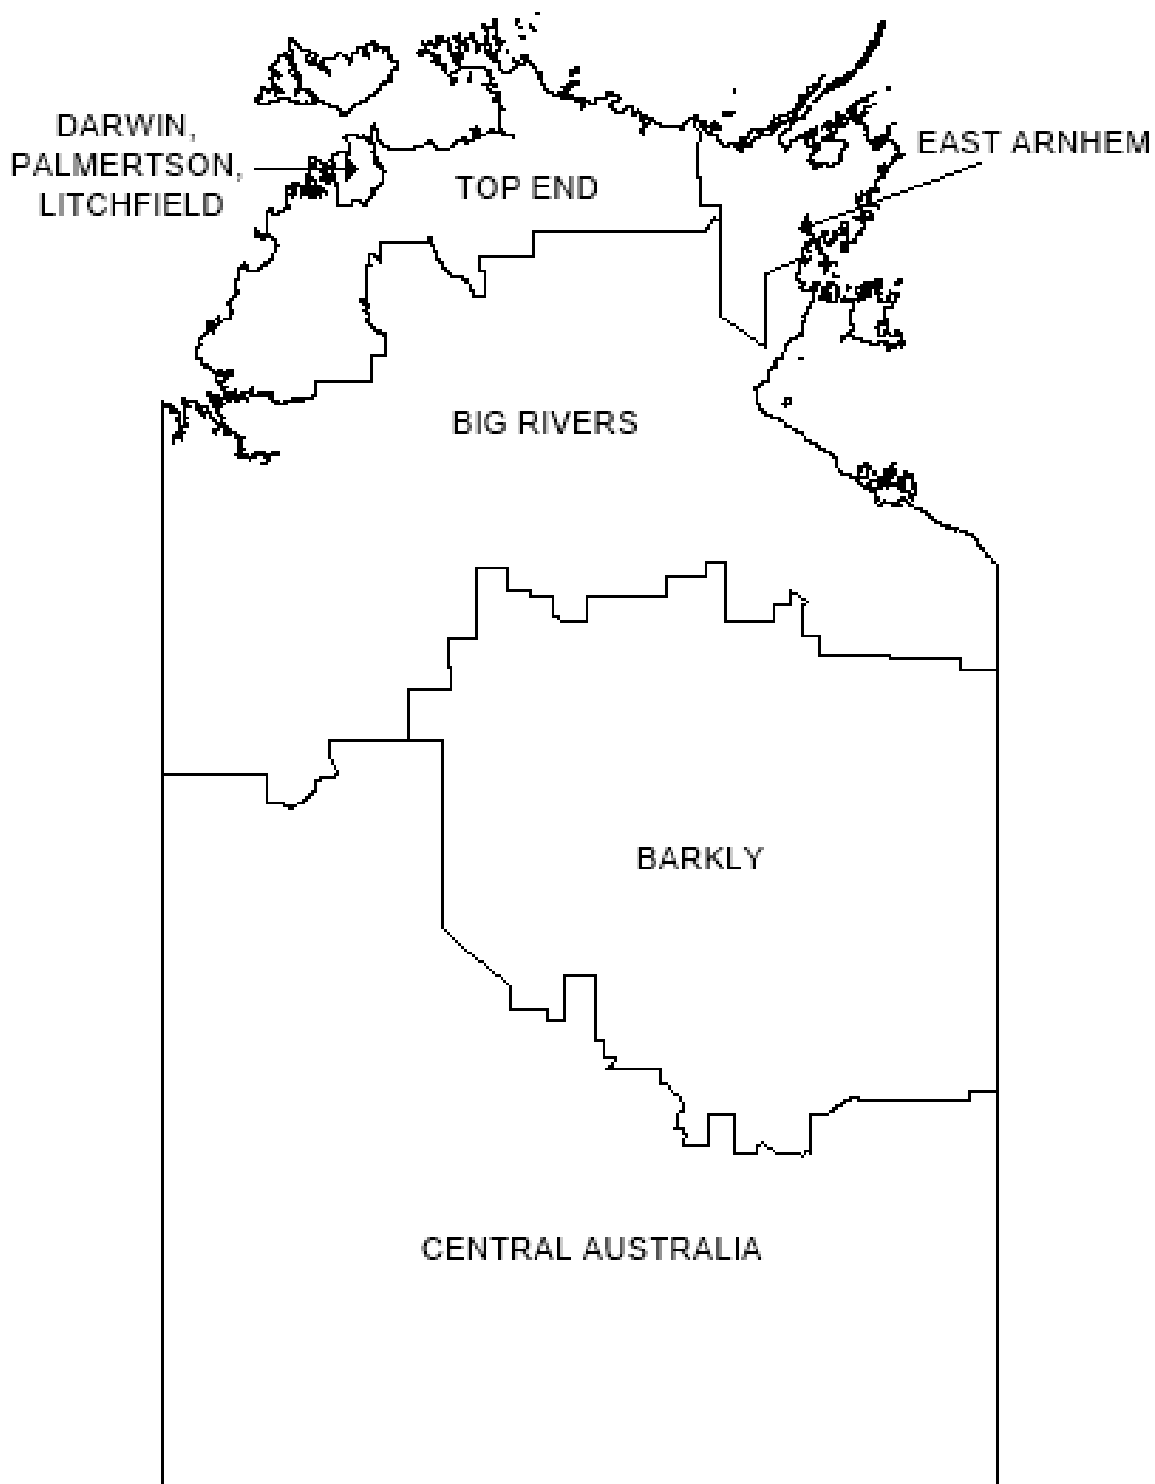 DARWIN,
PALMERTSON,
LITCHFIELD
EAST ARNHEM
TOP END
BIG RIVERS
BARKLY
CENTRAL AUSTRALIA